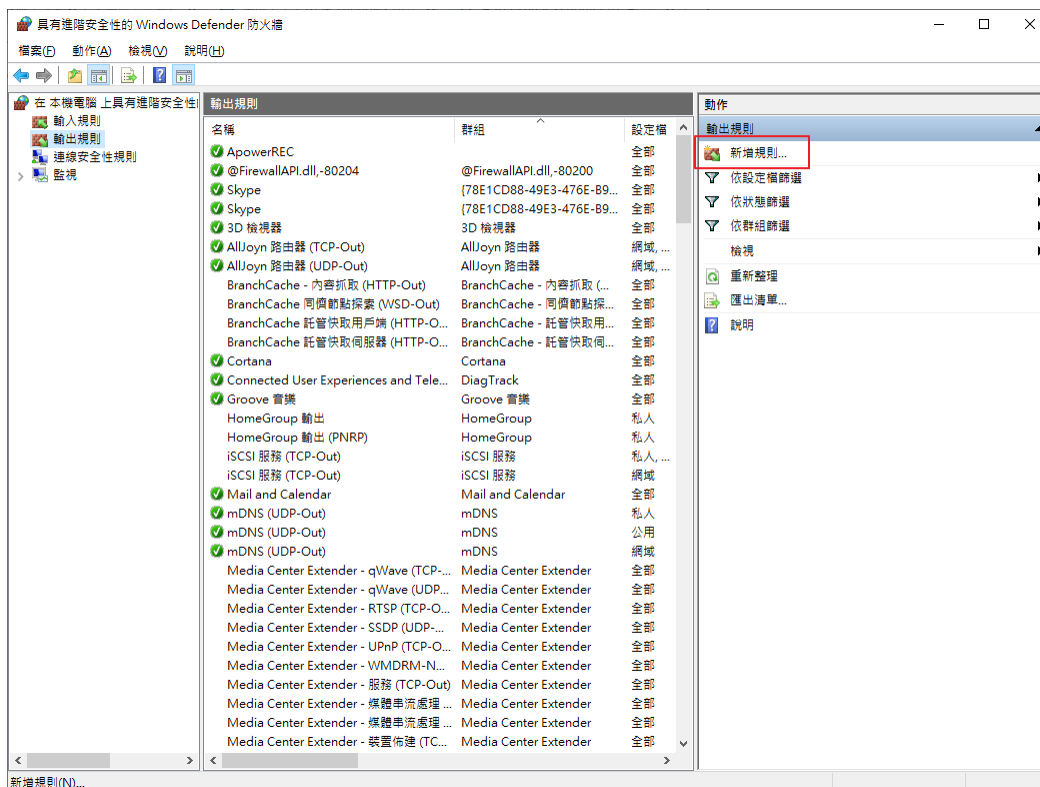 具有進階安全性的 Windows Defender 防火牆
檔案(F) 動作(A) 檢視(V) 說明(H)
在 本機電腦 上具有進階安全性
輸入規則
輸出規則
連線安全性規則
監視
輸出規則
名稱 群組 設定檔
ApowerREC 全部
@FirewallAPI.dll,-80204 @FirewallAPI.dll,-80200 全部
Skype {78E1CD88-49E3-476E-B9... 全部
Skype {78E1CD88-49E3-476E-B9... 全部
3D 檢視器 3D 檢視器 全部
AllJoyn 路由器 (TCP-Out) AllJoyn 路由器 網域, ...
AllJoyn 路由器 (UDP-Out) AllJoyn 路由器 網域, ...
BranchCache - 內容抓取 (HTTP-Out) BranchCache - 內容抓取 (... 全部
BranchCache 同儕節點探索 (WSD-Out) BranchCache - 同儕節點探... 全部
BranchCache 託管快取用戶端 (HTTP-O... BranchCache - 託管快取用... 全部
BranchCache 託管快取伺服器 (HTTP-O... BranchCache - 託管快取伺... 全部
Cortana Cortana 全部
Connected User Experiences and Tele... DiagTrack 全部
Groove 音樂 Groove 音樂 全部
HomeGroup 輸出 HomeGroup 私人
HomeGroup 輸出 (PNRP) HomeGroup 私人
iSCSI 服務 (TCP-Out) iSCSI 服務 私人, ...
iSCSI 服務 (TCP-Out) iSCSI 服務 網域
Mail and Calendar Mail and Calendar 全部
mDNS (UDP-Out) mDNS 私人
mDNS (UDP-Out) mDNS 公用
mDNS (UDP-Out) mDNS 網域
Media Center Extender - qWave (TCP-... Media Center Extender 全部
Media Center Extender - qWave (UDP... Media Center Extender 全部
Media Center Extender - RTSP (TCP-O... Media Center Extender 全部
Media Center Extender - SSDP (UDP-... Media Center Extender 全部
Media Center Extender - UPnP (TCP-O... Media Center Extender 全部
Media Center Extender - WMDRM-N... Media Center Extender 全部
Media Center Extender - 服務 (TCP-Out) Media Center Extender 全部
Media Center Extender - 媒體串流處理 ... Media Center Extender 全部
Media Center Extender - 媒體串流處理 ... Media Center Extender 全部
Media Center Extender - 裝置佈建 (TC... Media Center Extender 全部
動作
輸出規則
新增規則...
依設定檔篩選
依狀態篩選
依群組篩選
檢視
重新整理
匯出清單...
說明
新增規則(N)...